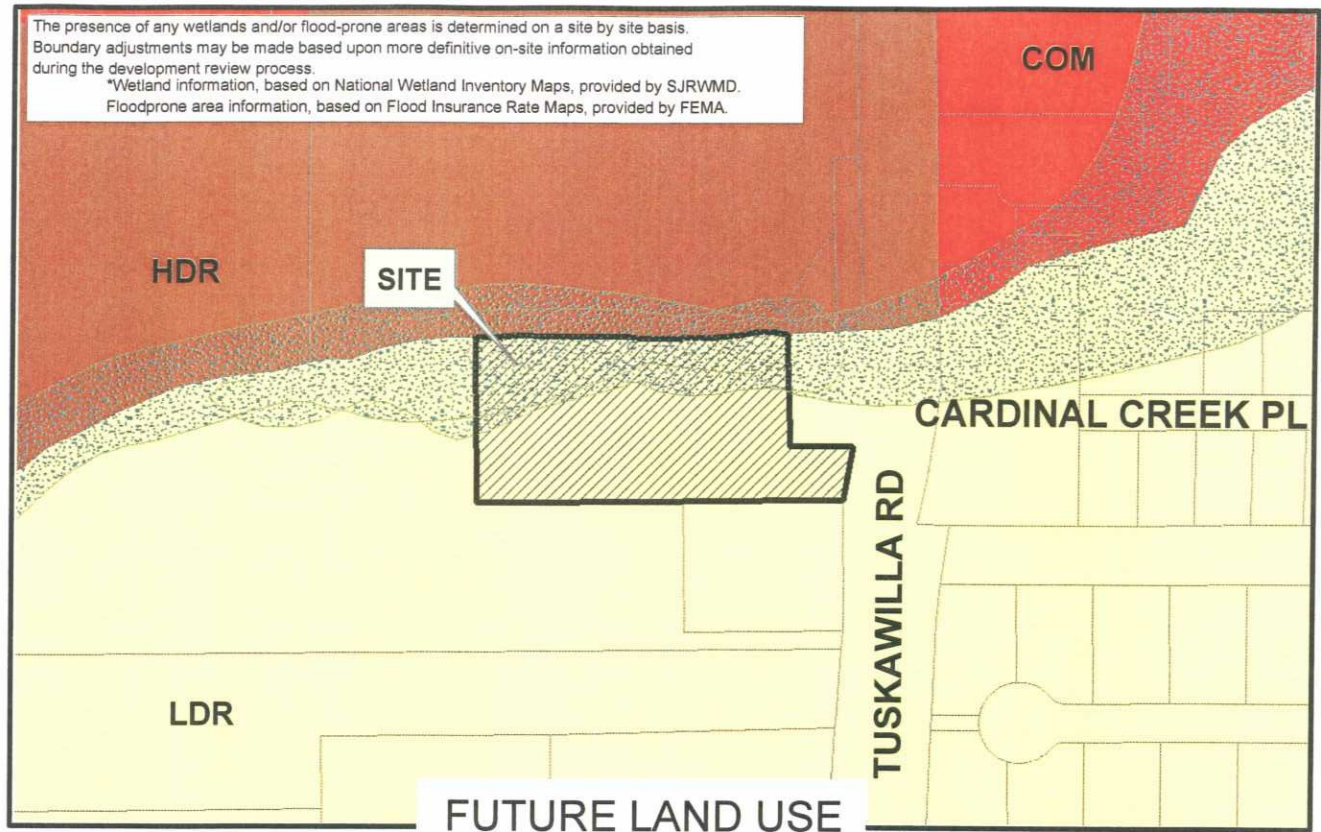 The presence of any wetlands and/or flood-prone areas is determined on a site by site basis.
Boundary adjustments may be made based upon more definitive on-site information obtained
during the development review process.
*Wetland information, based on National Wetland Inventory Maps, provided by SJRWMD.
Floodprone area information, based on Flood Insurance Rate Maps, provided by FEMA.
COM
HDR
SITE
CARDINAL CREEK PL
TUSKAWILLA RD
LDR
FUTURE LAND USE